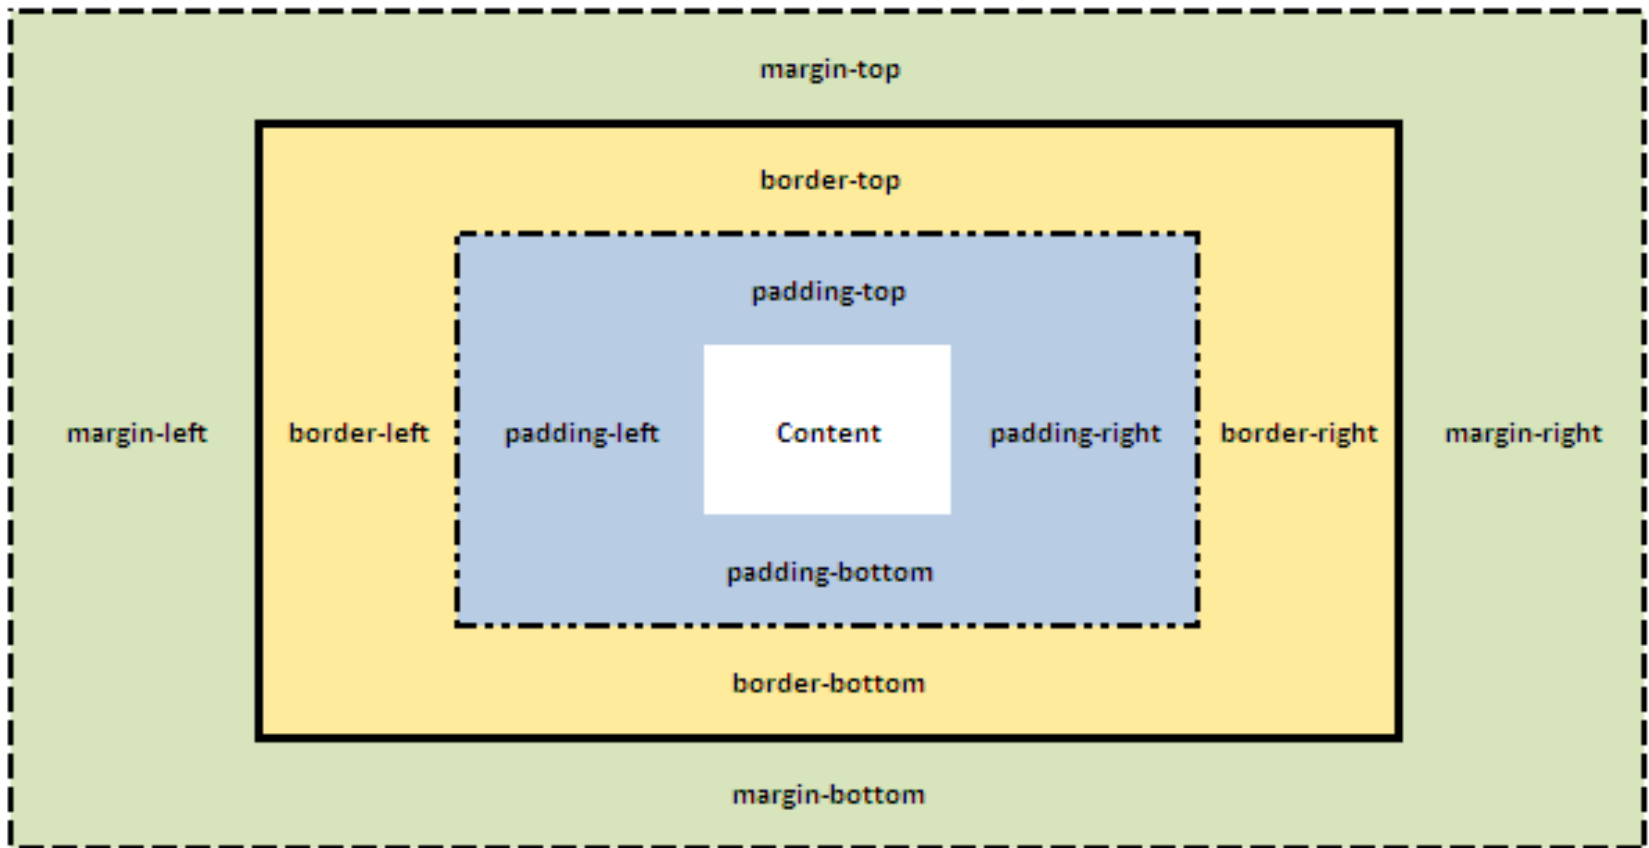 margin-top
border-top
padding-top
margin-left border-left padding-left Content padding-right border-right margin-right
padding-bottom
border-bottom
margin-bottom